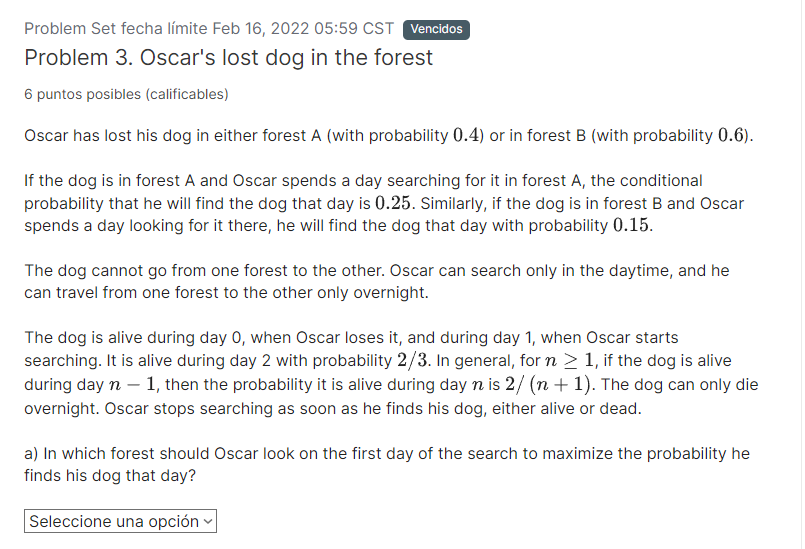 Problem Set fecha límite Feb 16, 2022 05:59 CST Vencidos
Problem 3. Oscar's lost dog in the forest
6 puntos posibles (calificables)
Oscar has lost his dog in either forest A (with probability 0.4) or in forest B (with probability 0.6).
If the dog is in forest A and Oscar spends a day searching for it in forest A, the conditional
probability that he will find the dog that day is 0.25. Similarly, if the dog is in forest B and Oscar
spends a day looking for it there, he will find the dog that day with probability 0.15.
The dog cannot go from one forest to the other. Oscar can search only in the daytime, and he
can travel from one forest to the other only overnight.
The dog is alive during day 0, when Oscar loses it, and during day 1, when Oscar starts
searching. It is alive during day 2 with probability 2/3. In general, for n ≥ 1, if the dog is alive
during day n − 1, then the probability it is alive during day n is 2/ (n + 1). The dog can only die
overnight. Oscar stops searching as soon as he finds his dog, either alive or dead.
a) In which forest should Oscar look on the first day of the search to maximize the probability he
finds his dog that day?
Seleccione una opción